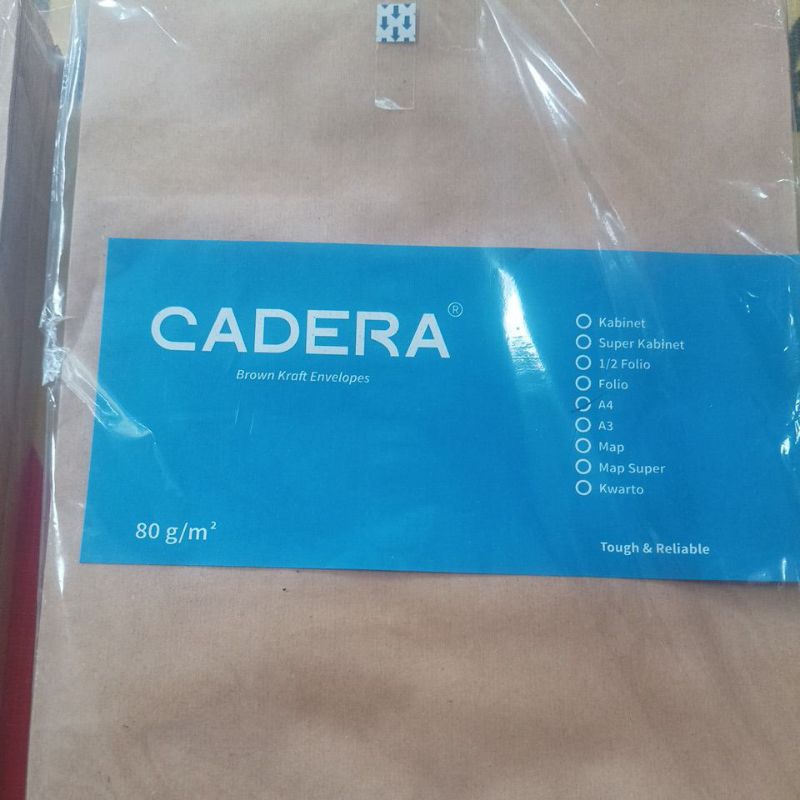 CADERA®
Brown Kraft Envelopes
80 g/m²
Kabinet
Super Kabinet
1/2 Folio
Folio
A4
A3
Map
Map Super
Kwarto
Tough & Reliable